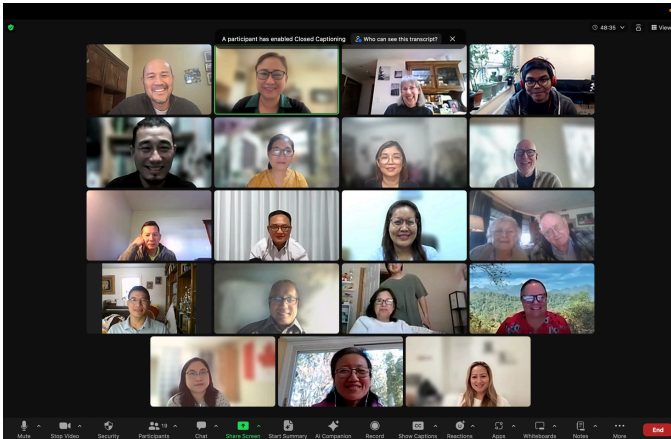 A participant has enabled Closed Captioning Who can see this transcript?
48:35 View
Mute
Stop Video
Security
Participants 19
Chat
Share Screen
Start Summary
AI Companion
Record
CC
Show Captions
Reactions
Apps
Whiteboards
Notes
More
End